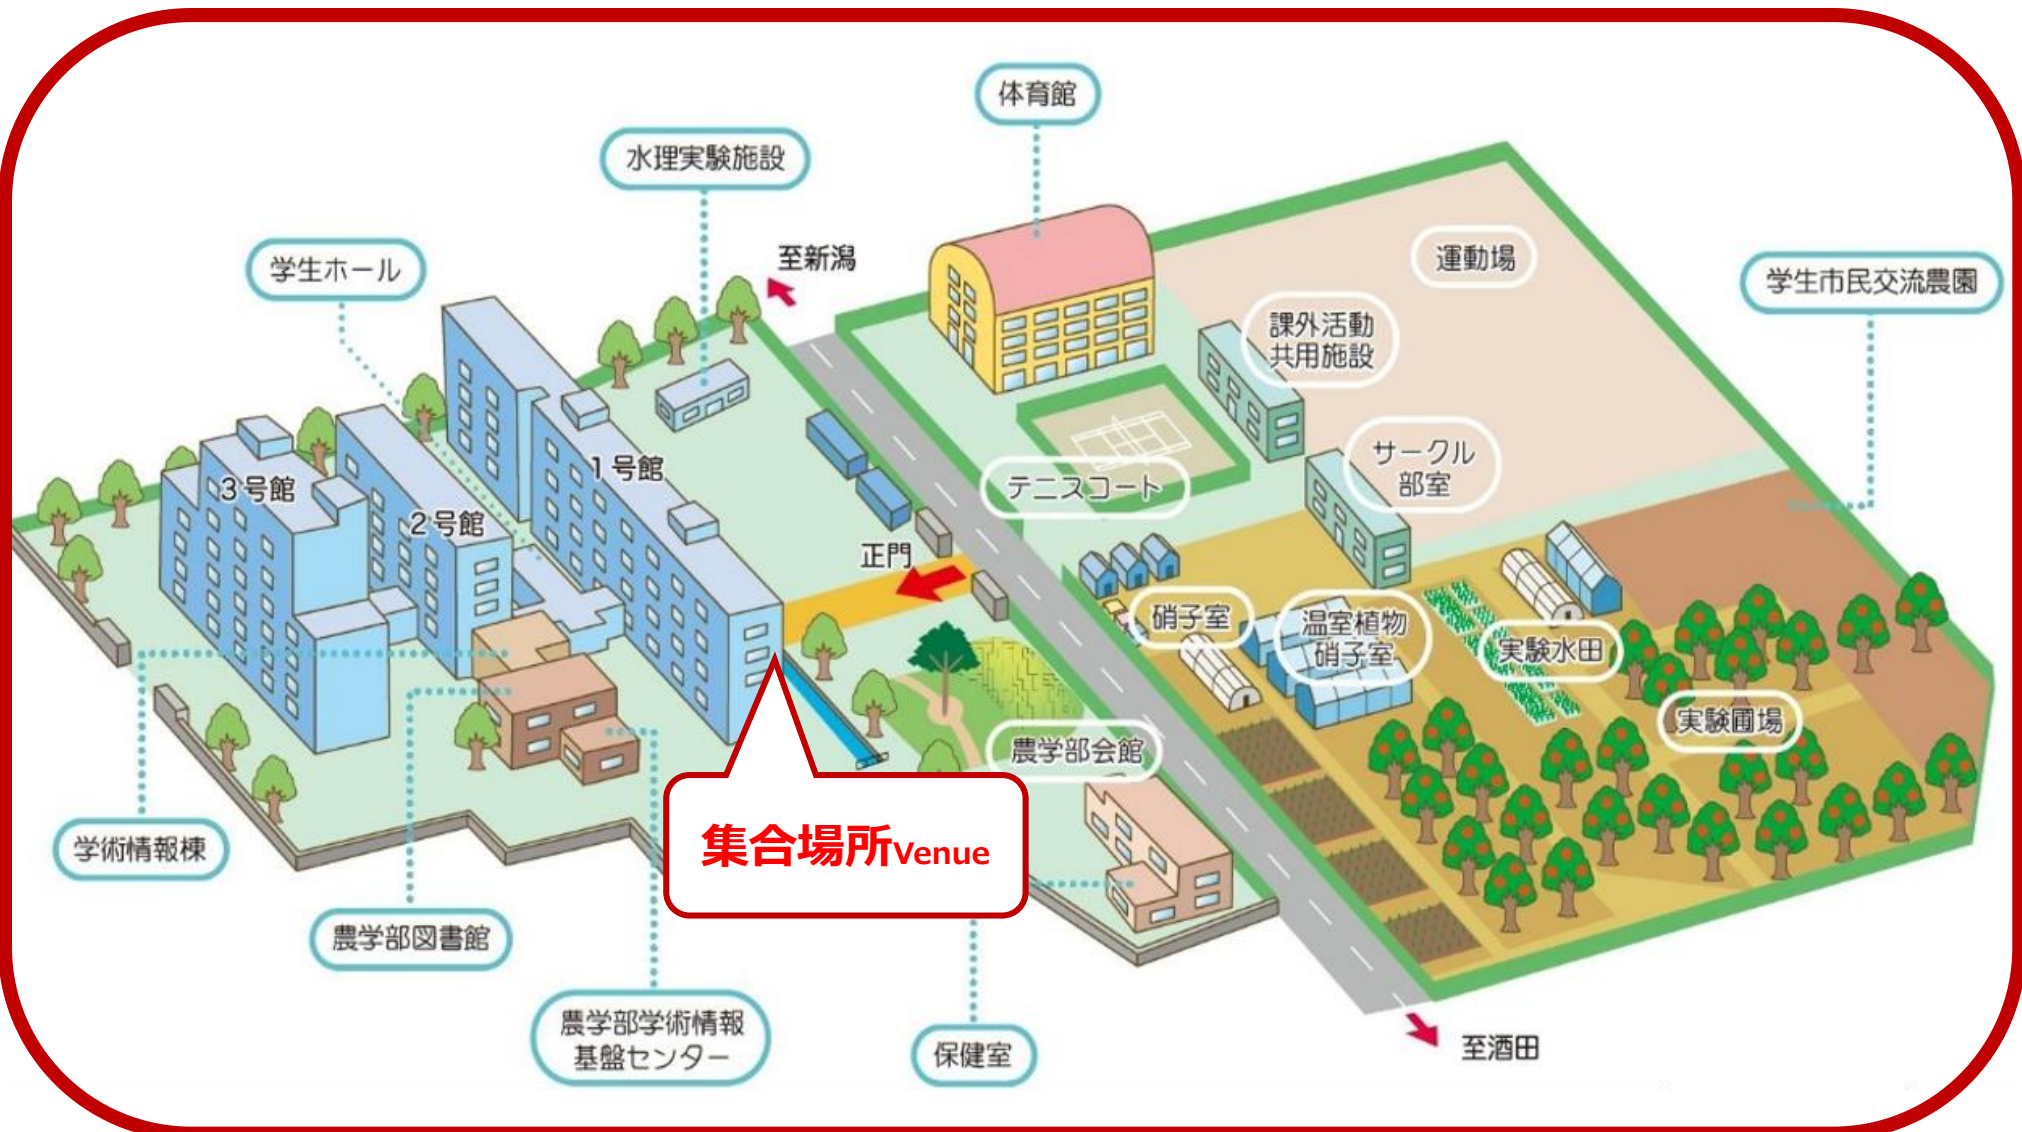 体育館
水理実験施設
至新潟
運動場
学生ホール
学生市民交流農園
課外活動
共用施設
サークル
部室
1号館
3号館
テニスコート
2号館
正門
硝子室
温室植物
硝子室
実験水田
実験圃場
農学部会館
集合場所Venue
学術情報棟
農学部図書館
農学部学術情報
基盤センター
保健室
至酒田